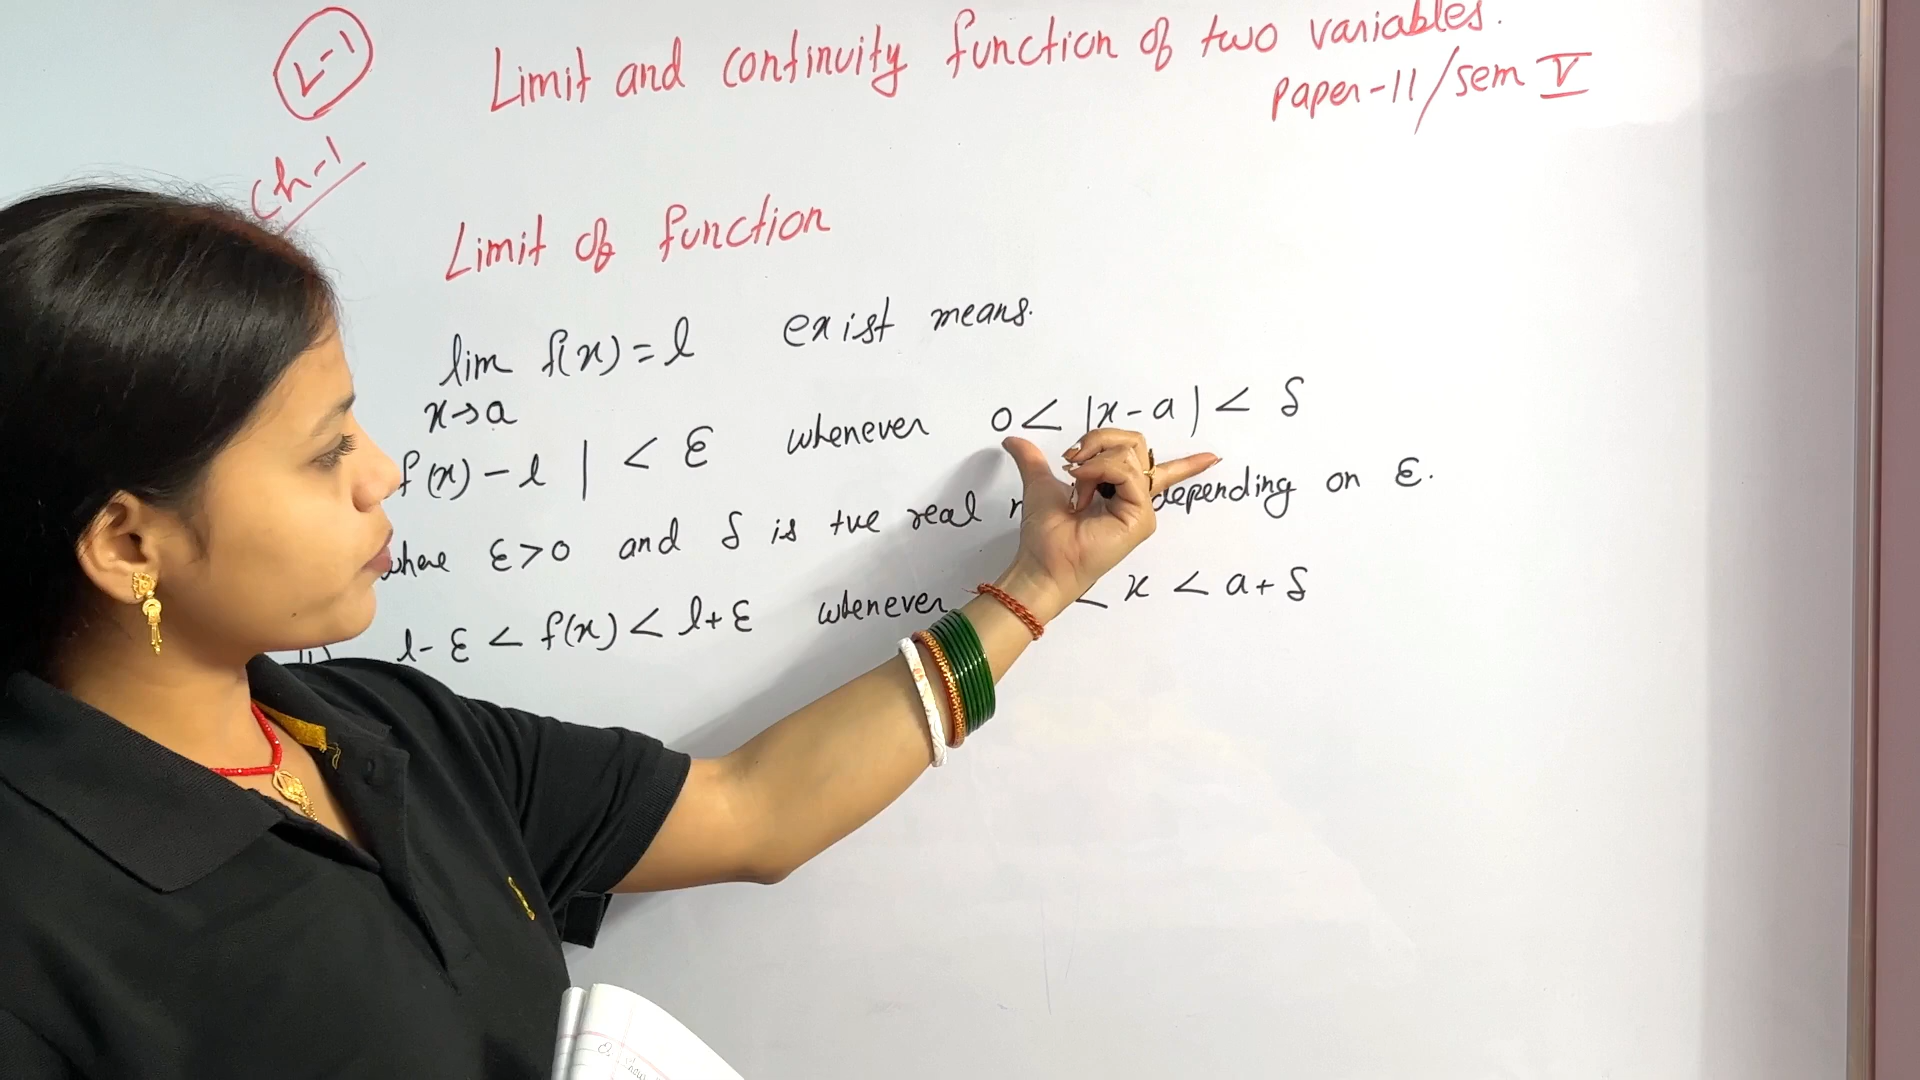 L-1
Limit and continuity function of two variables.
paper-11/sem V
Ch-1
Limit of function
lim f(x)=l exist means.
x→a
f(x)-l | < ε whenever 0< |x-a| < δ
where ε>0 and δ is +ve real depending on ε.
l-ε < f(x) < l+ε whenever < x < a+δ